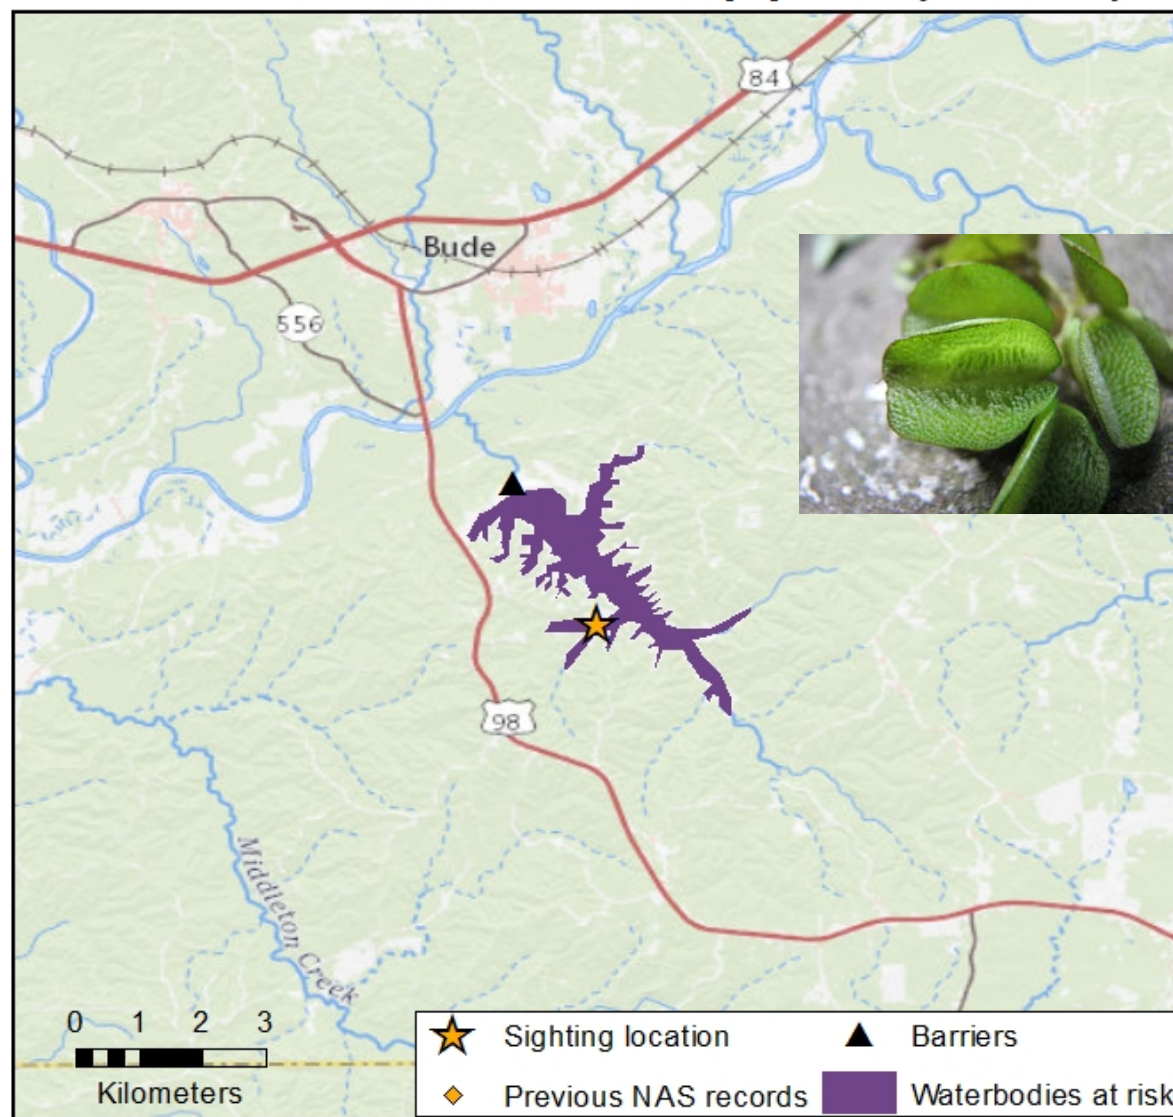 84
Bude
556
98
Middleton Creek
0 1 2 3
Kilometers
Sighting location
Barriers
Previous NAS records
Waterbodies at risk